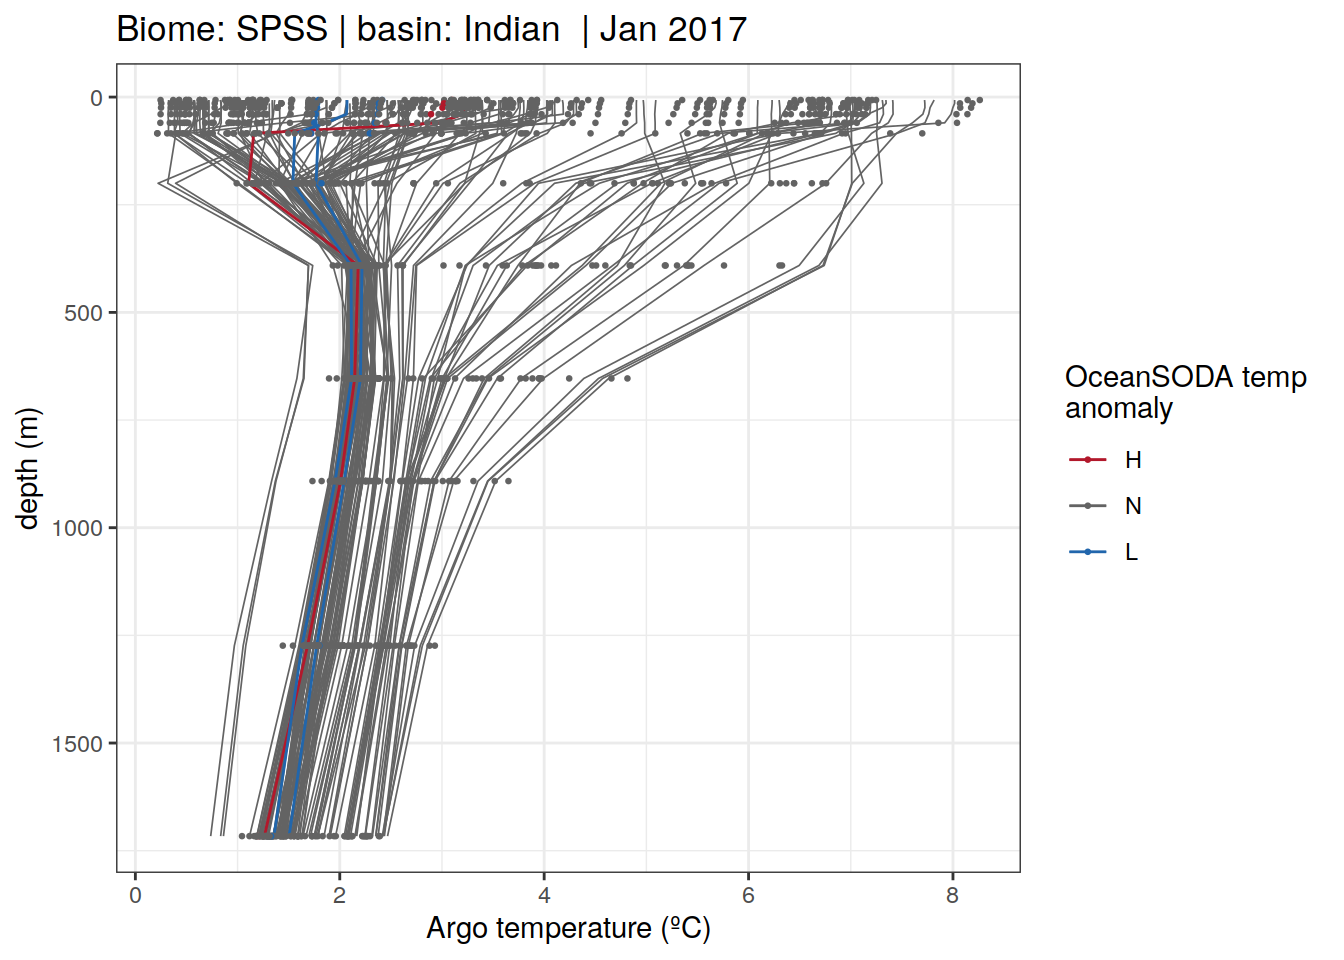 Biome: SPSS | basin: Indian  | Jan 2017
0
500
1000
1500
depth (m)
0
2
4
6
8
Argo temperature (ºC)
OceanSODA temp
anomaly
H
N
L